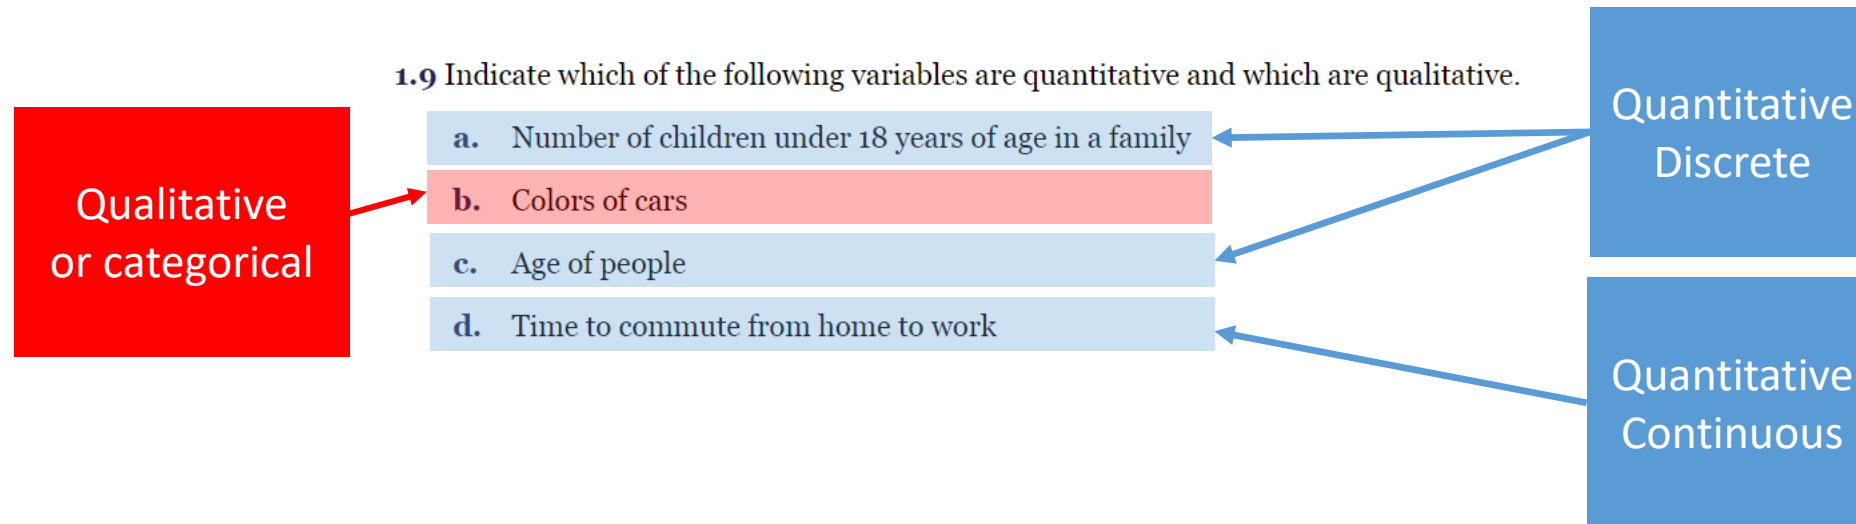 1.9 Indicate which of the following variables are quantitative and which are qualitative.
a. Number of children under 18 years of age in a family
b. Colors of cars
c. Age of people
d. Time to commute from home to work
Qualitative
or categorical
Quantitative
Discrete
Quantitative
Continuous